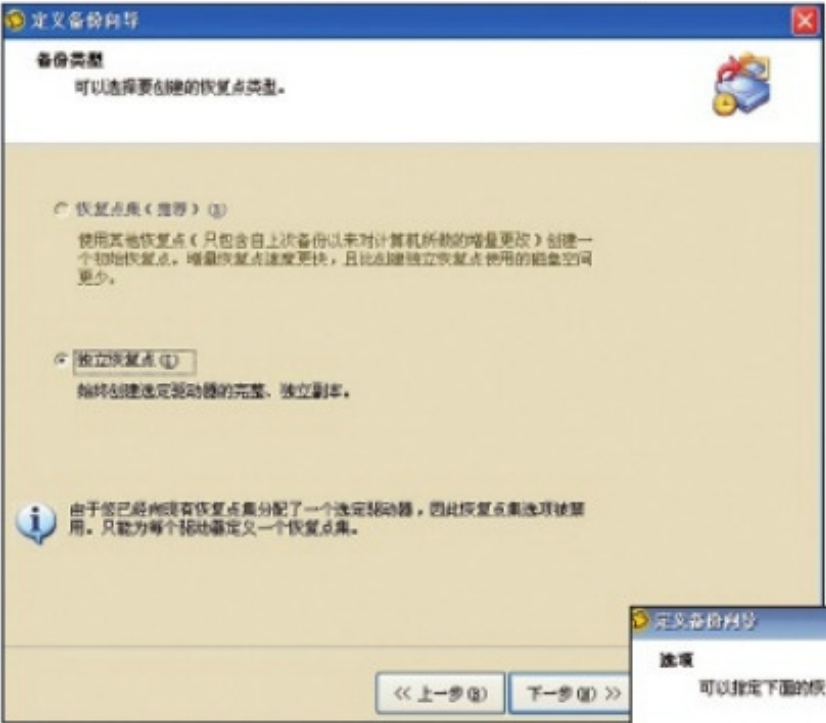 定义备份向导
备份类型
可以选择要创建的恢复点类型。
恢复点集(推荐)(R)
使用其他恢复点(只包含自上次备份以来对计算机所做的增量更改)创建一
个初始恢复点。增量恢复点速度更快,且比创建独立恢复点使用的磁盘空间
更少。
独立恢复点(I)
始终创建选定驱动器的完整、独立副本。
由于您已经向现有恢复点集分配了一个选定驱动器,因此恢复点集选项被禁
用。只能为每个驱动器定义一个恢复点集。
<< 上一步(B)
下一步(N) >>
定义备份向导
选项
可以指定下面的恢